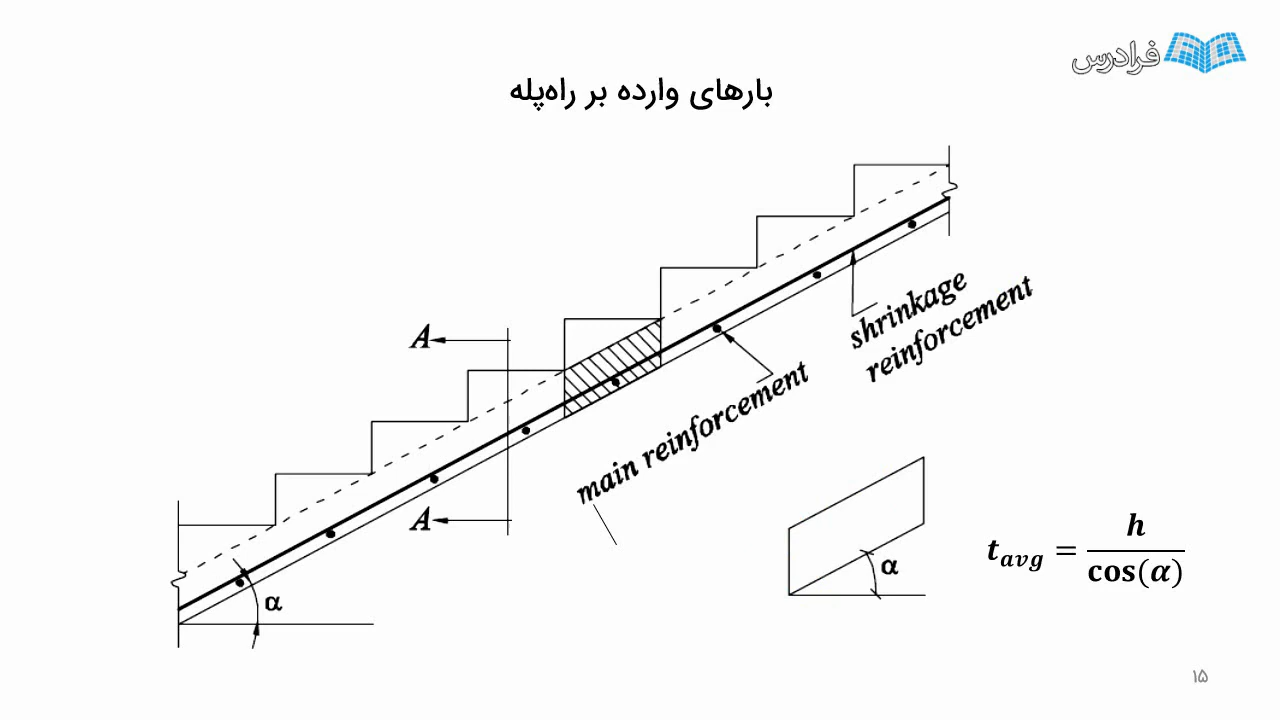 فرادرس
بارهای وارده بر راه‌پله
A
A
shrinkage
reinforcement
main reinforcement
α
α
t_avg = h / cos(α)
۱۵